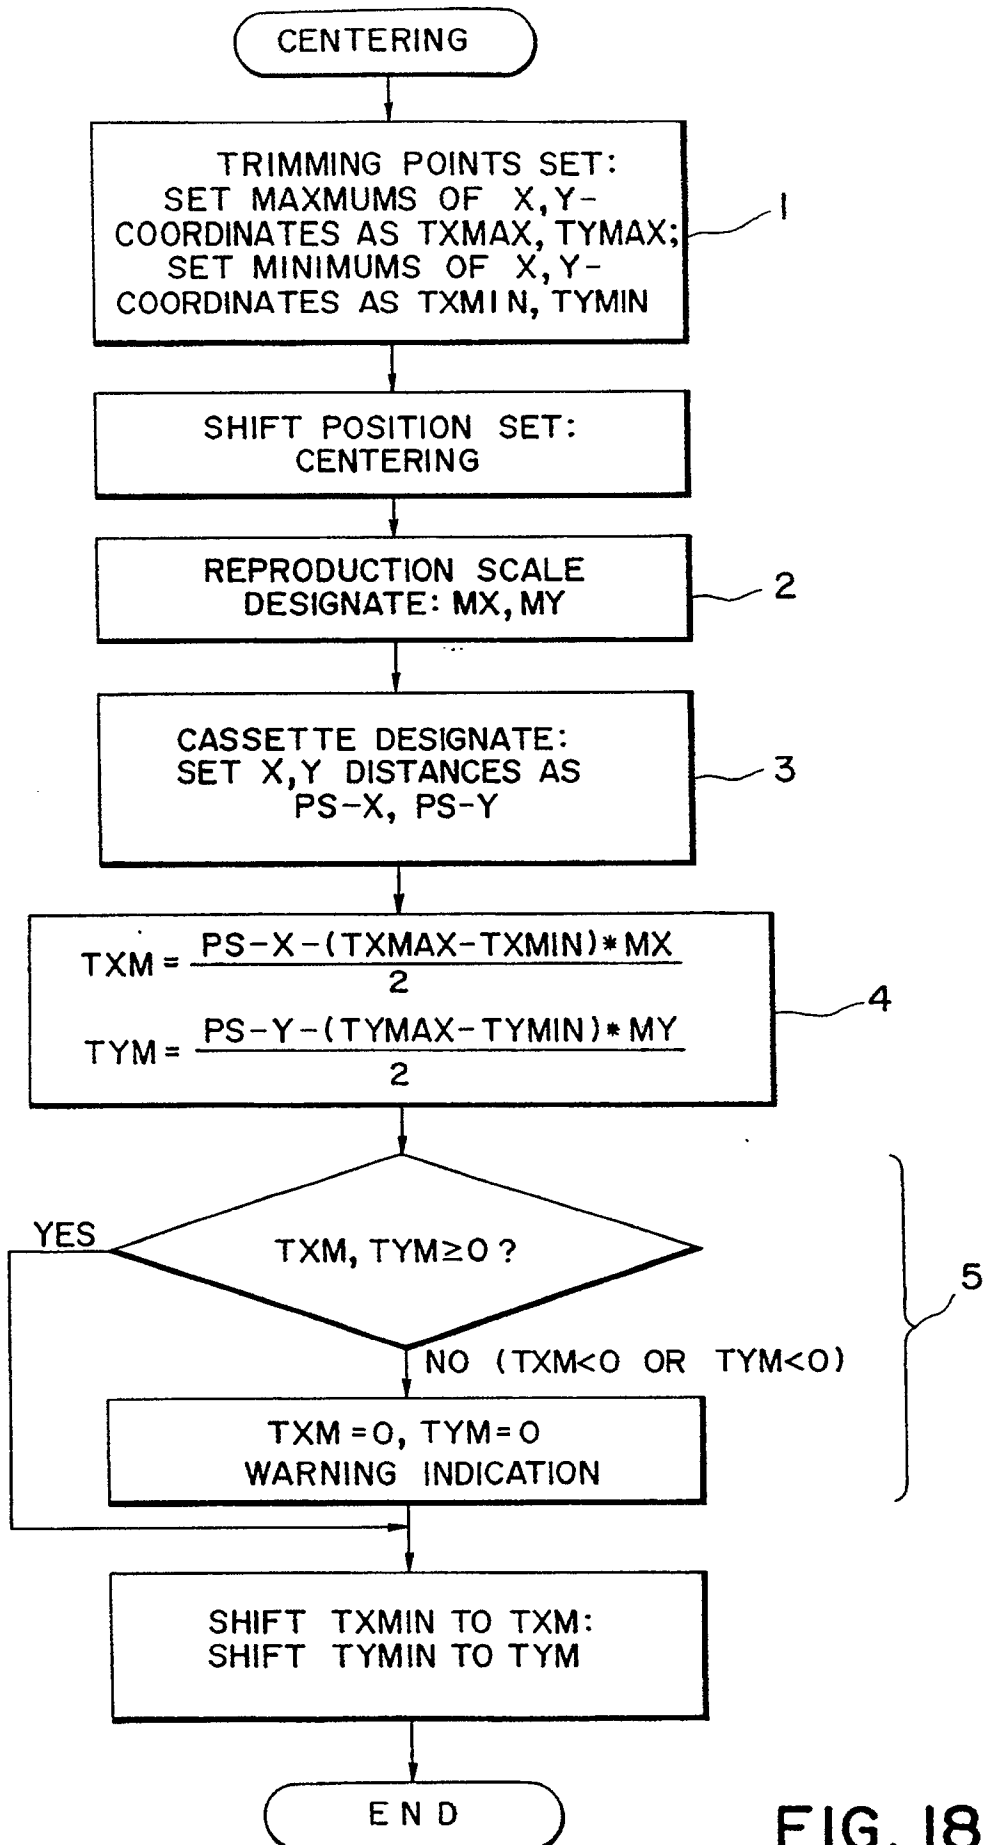 CENTERING
TRIMMING POINTS SET:
SET MAXMUMS OF X, Y-
COORDINATES AS TXMAX, TYMAX;
SET MINIMUMS OF X, Y-
COORDINATES AS TXMIN, TYMIN
1
SHIFT POSITION SET:
CENTERING
REPRODUCTION SCALE
DESIGNATE: MX, MY
2
CASSETTE DESIGNATE:
SET X, Y DISTANCES AS
PS-X, PS-Y
3
PS-X-(TXMAX-TXMIN)*MX
TXM =
2
PS-Y-(TYMAX-TYMIN)*MY
TYM =
2
4
YES
TXM, TYM≥0 ?
5
NO (TXM<0 OR TYM<0)
TXM=0, TYM=0
WARNING INDICATION
SHIFT TXMIN TO TXM:
SHIFT TYMIN TO TYM
END
FIG. 18